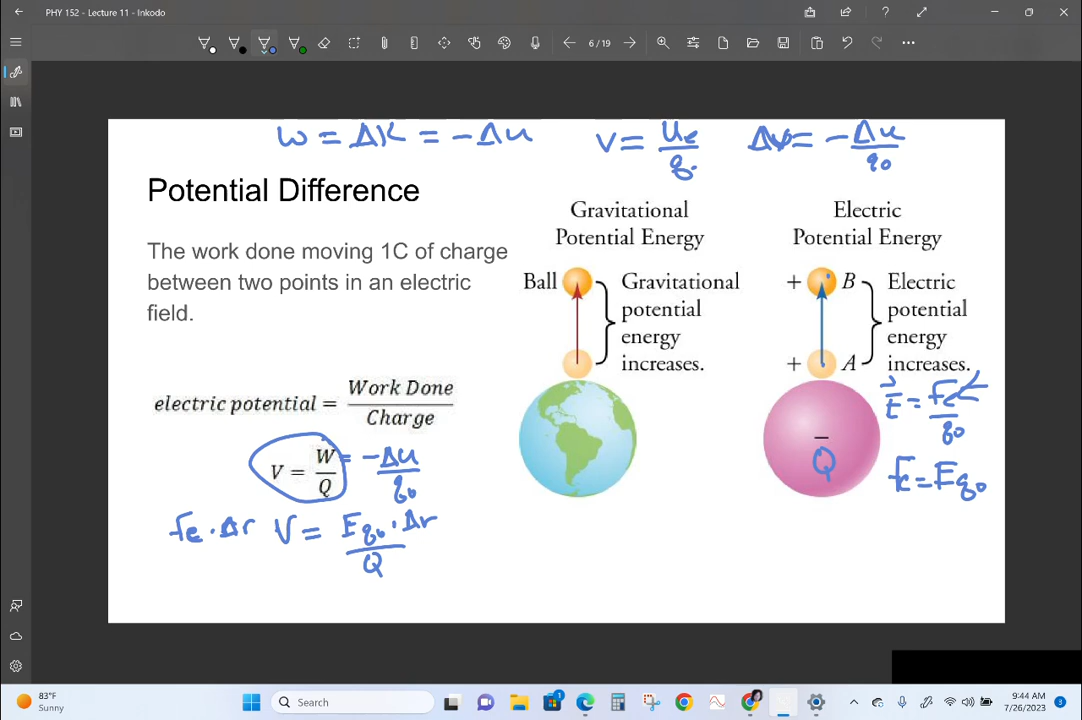 PHY 152 - Lecture 11 - Inkodo
6 / 19
W = ΔK = -Δu
V = Ue/q.
ΔV = -Δu/q0
Potential Difference
The work done moving 1C of charge
between two points in an electric
field.
electric potential = Work Done/Charge
V = W/Q = -Δu/q0
fe · Δr V = Eq0 · Δr/Q
Gravitational
Potential Energy
Ball
Gravitational
potential
energy
increases.
Electric
Potential Energy
+ B
+ A
Electric
potential
energy
increases.
−
Q
E = Fe/q0
fe = Eq0
83°F
Sunny
Search
9:44 AM
7/26/2023
3